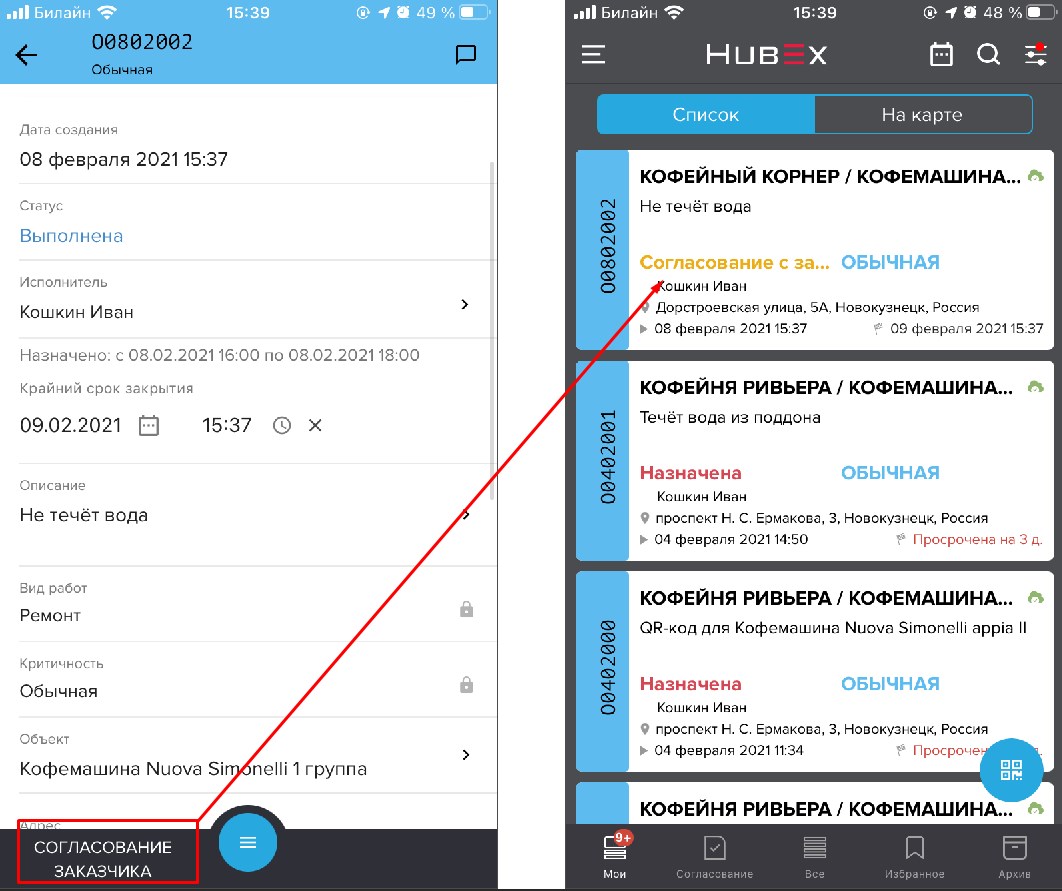 Билайн 15:39 49 %
O0802002
Обычная
Дата создания
08 февраля 2021 15:37
Статус
Выполнена
Исполнитель
Кошкин Иван
Назначено: с 08.02.2021 16:00 по 08.02.2021 18:00
Крайний срок закрытия
09.02.2021 15:37
Описание
Не течёт вода
Вид работ
Ремонт
Критичность
Обычная
Объект
Кофемашина Nuova Simonelli 1 группа
Адрес
СОГЛАСОВАНИЕ
ЗАКАЗЧИКА
Билайн 15:39 48 %
HUBEX
Список На карте
O0802002
КОФЕЙНЫЙ КОРНЕР / КОФЕМАШИНА...
Не течёт вода
Согласование с за... ОБЫЧНАЯ
Кошкин Иван
Дорстроевская улица, 5А, Новокузнецк, Россия
08 февраля 2021 15:37 09 февраля 2021 15:37
O0402001
КОФЕЙНЯ РИВЬЕРА / КОФЕМАШИНА...
Течёт вода из поддона
Назначена ОБЫЧНАЯ
Кошкин Иван
проспект Н. С. Ермакова, 3, Новокузнецк, Россия
04 февраля 2021 14:50 Просрочена на 3 д.
O0402000
КОФЕЙНЯ РИВЬЕРА / КОФЕМАШИНА...
QR-код для Кофемашина Nuova Simonelli appia II
Назначена ОБЫЧНАЯ
Кошкин Иван
проспект Н. С. Ермакова, 3, Новокузнецк, Россия
04 февраля 2021 11:34 Просрочен
КОФЕЙНЯ РИВЬЕРА / КОФЕМАШИНА...
9+
Мои Согласование Все Избранное Архив